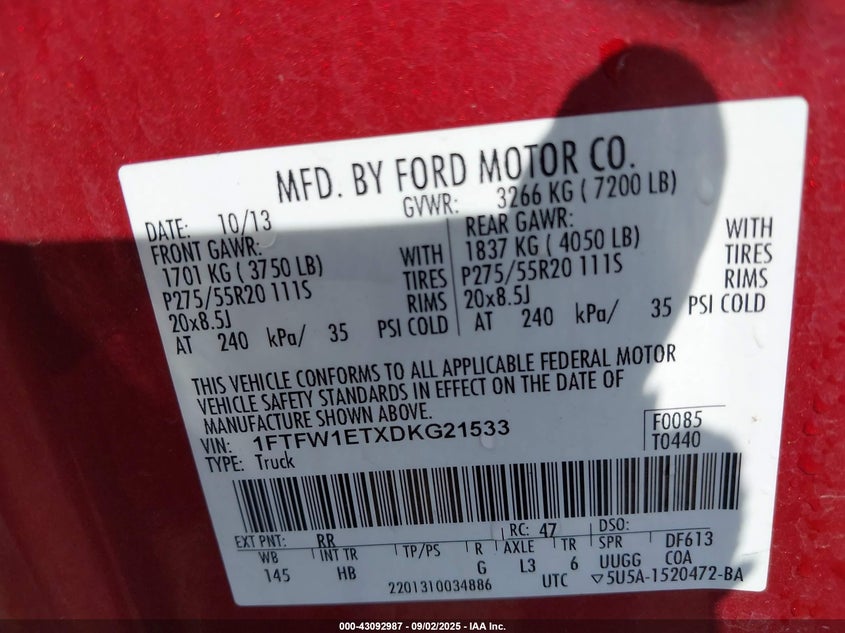 MFD. BY FORD MOTOR CO.
DATE: 10/13 GVWR: 3266 KG ( 7200 LB)
FRONT GAWR: REAR GAWR:
1701 KG ( 3750 LB) WITH 1837 KG ( 4050 LB) WITH
P275/55R20 111S TIRES P275/55R20 111S TIRES
20x8.5J RIMS 20x8.5J RIMS
AT 240 kPa/ 35 PSI COLD AT 240 kPa/ 35 PSI COLD
THIS VEHICLE CONFORMS TO ALL APPLICABLE FEDERAL MOTOR
VEHICLE SAFETY STANDARDS IN EFFECT ON THE DATE OF
MANUFACTURE SHOWN ABOVE.
VIN: 1FTFW1ETXDKG21533 F0085
TYPE: Truck T0440
EXT PNT: RR RC: 47 DSO:
WB INT TR TP/PS R AXLE TR SPR DF613
145 HB G L3 6 UUGG COA
2201310034886 UTC ▽5U5A-1520472-BA
000-43092987 - 09/02/2025 - IAA Inc.